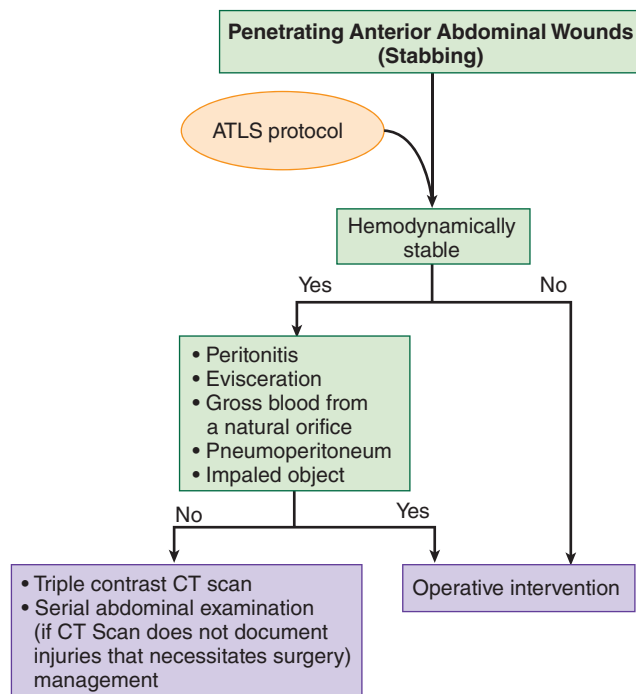 Penetrating Anterior Abdominal Wounds
(Stabbing)
ATLS protocol
Hemodynamically
stable
Yes
No
• Peritonitis
• Evisceration
• Gross blood from
a natural orifice
• Pneumoperitoneum
• Impaled object
No
Yes
• Triple contrast CT scan
• Serial abdominal examination
(if CT Scan does not document
injuries that necessitates surgery)
management
Operative intervention